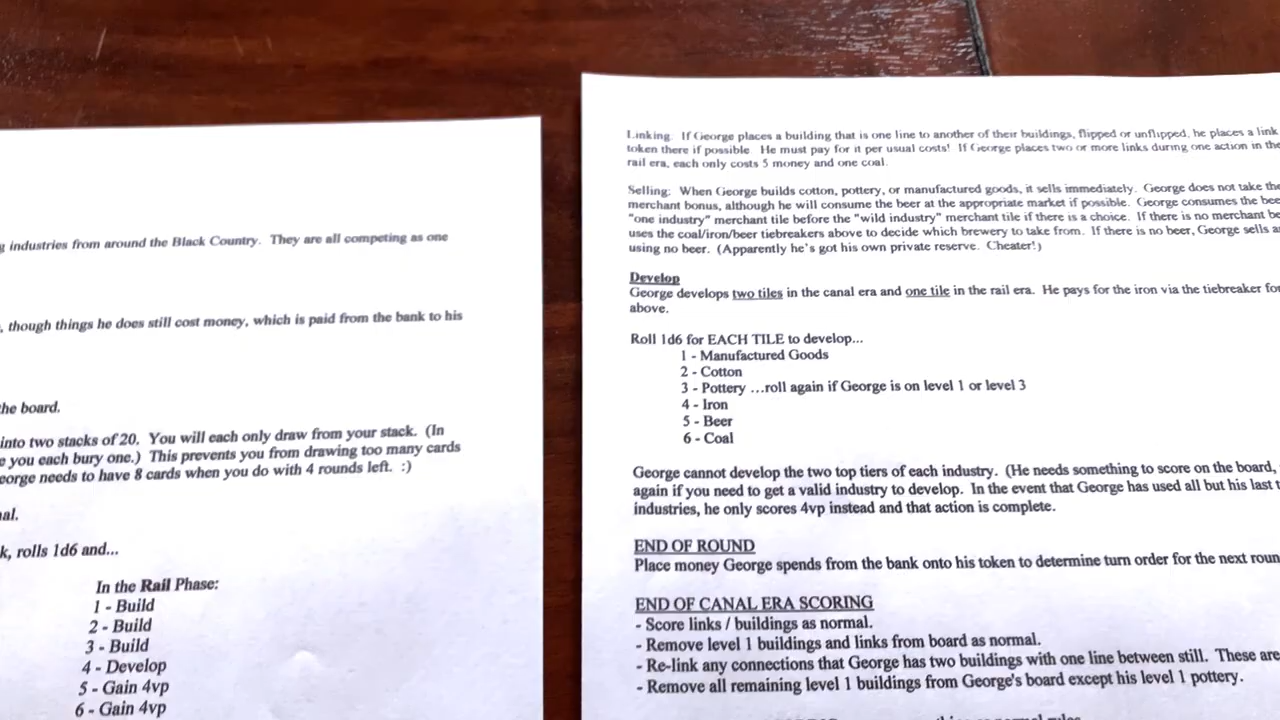 industries from around the Black Country. They are all competing as one
, though things he does still cost money, which is paid from the bank to his
the board.
into two stacks of 20. You will each only draw from your stack. (In
you each bury one.) This prevents you from drawing too many cards
needs to have 8 cards when you do with 4 rounds left. :)
rolls 1d6 and...
In the Rail Phase:
1 - Build
2 - Build
3 - Build
4 - Develop
5 - Gain 4vp
6 - Gain 4vp
Linking: If George places a building that is one line to another of their buildings, flipped or unflipped, he places a link
token there if possible. He must pay for it per usual costs! If George places two or more links during one action in the
rail era, each only costs 5 money and one coal.
Selling: When George builds cotton, pottery, or manufactured goods, it sells immediately. George does not take the
merchant bonus, although he will consume the beer at the appropriate market if possible. George consumes the
"one industry" merchant tile before the "wild industry" merchant tile if there is a choice. If there is no merchant
uses the coal/iron/beer tiebreakers above to decide which brewery to take from. If there is no beer, George sells
using no beer. (Apparently he's got his own private reserve. Cheater!)
Develop
George develops two tiles in the canal era and one tile in the rail era. He pays for the iron via the tiebreaker
above.
Roll 1d6 for EACH TILE to develop...
1 - Manufactured Goods
2 - Cotton
3 - Pottery ...roll again if George is on level 1 or level 3
4 - Iron
5 - Beer
6 - Coal
George cannot develop the two top tiers of each industry. (He needs something to score on the board,
again if you need to get a valid industry to develop. In the event that George has used all but his last
industries, he only scores 4vp instead and that action is complete.
END OF ROUND
Place money George spends from the bank onto his token to determine turn order for the next
END OF CANAL ERA SCORING
- Score links / buildings as normal.
- Remove level 1 buildings and links from board as normal.
- Re-link any connections that George has two buildings with one line between still. These are
- Remove all remaining level 1 buildings from George's board except his level 1 pottery.